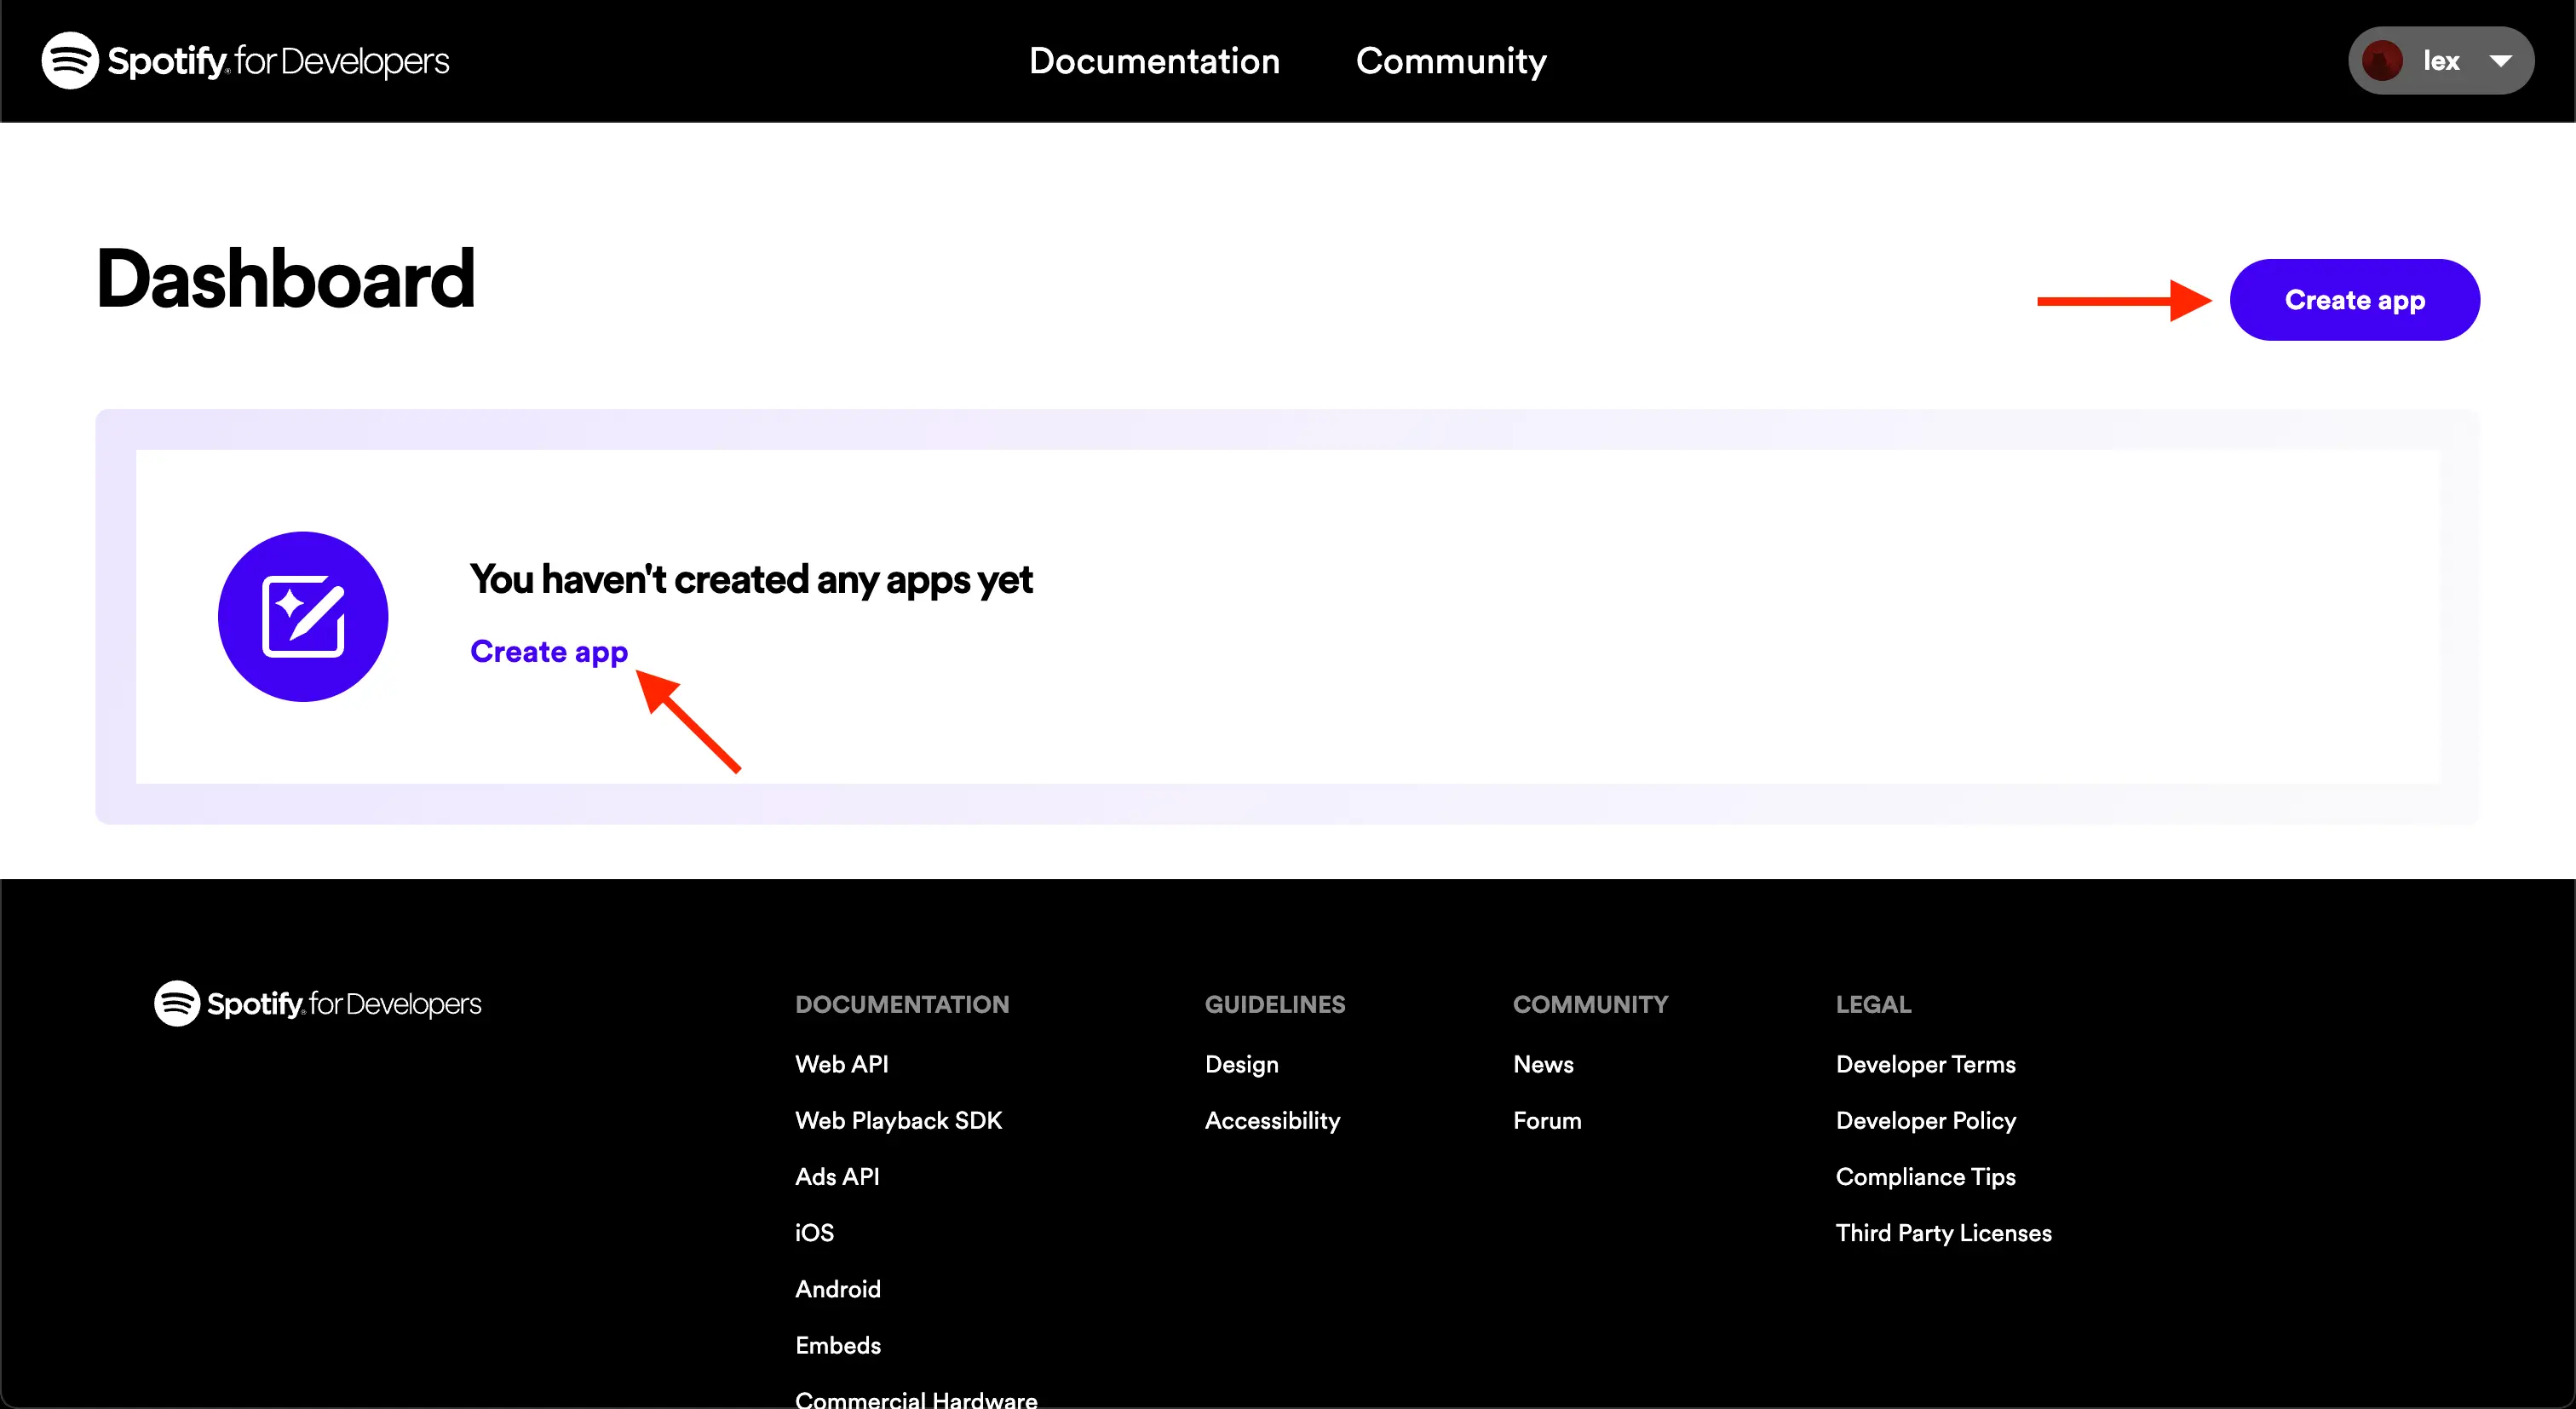 Spotify for Developers
Documentation
Community
lex
Dashboard
Create app
You haven't created any apps yet
Create app
Spotify for Developers
DOCUMENTATION
Web API
Web Playback SDK
Ads API
iOS
Android
Embeds
Commercial Hardware
GUIDELINES
Design
Accessibility
COMMUNITY
News
Forum
LEGAL
Developer Terms
Developer Policy
Compliance Tips
Third Party Licenses